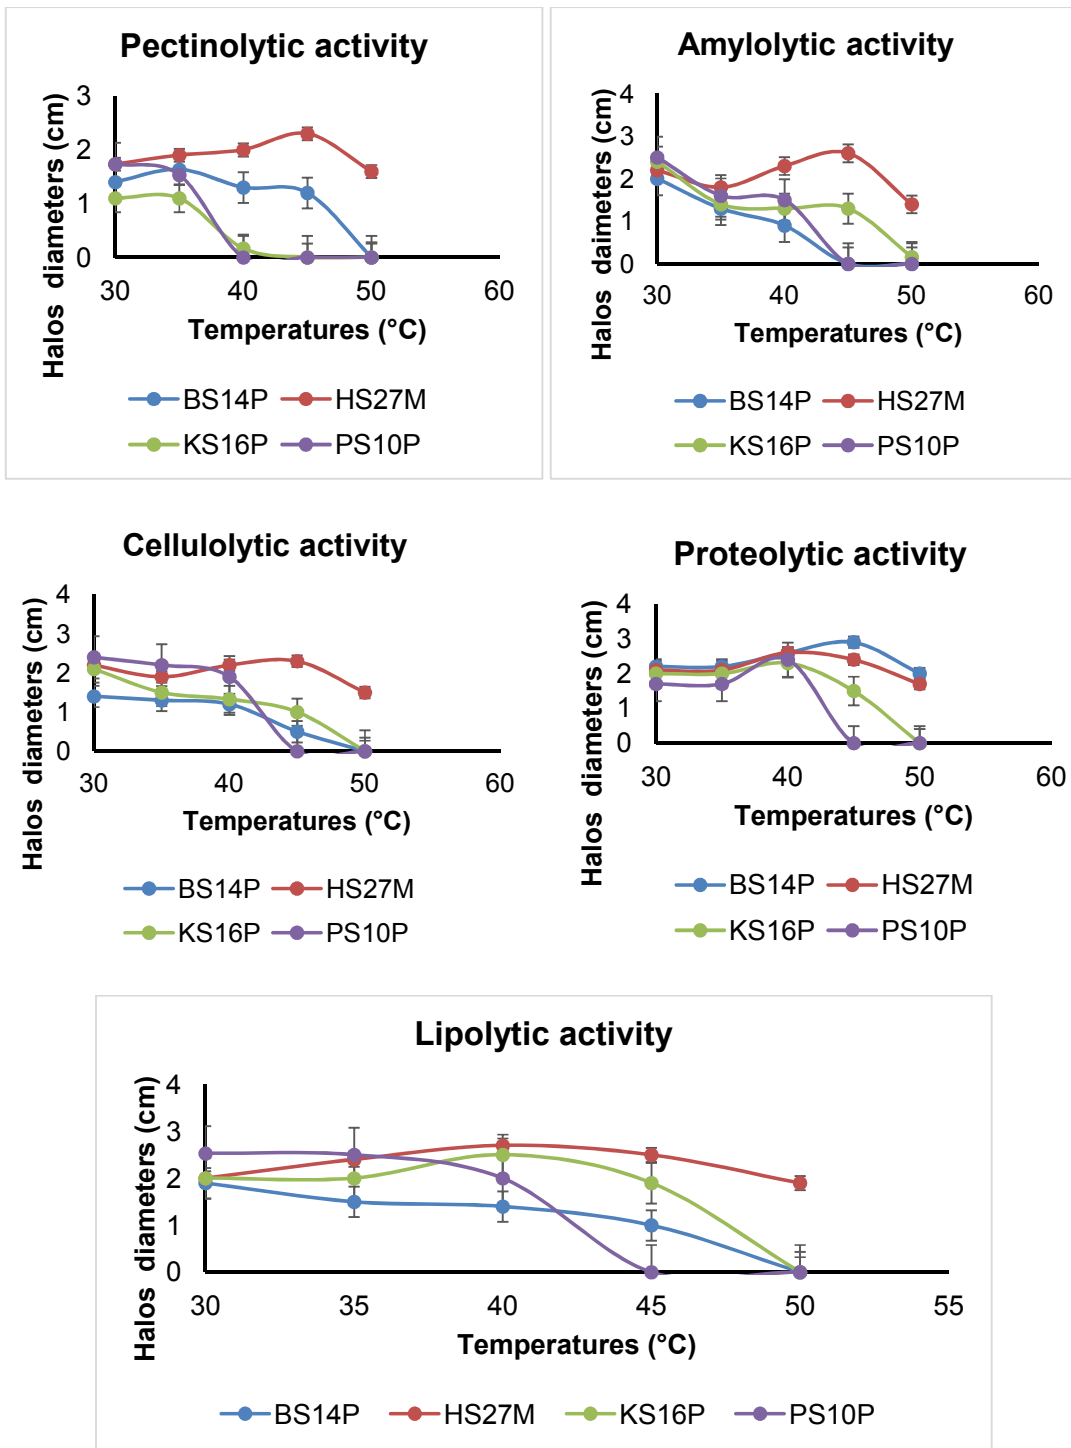 Pectinolytic activity
Halos diameters (cm)
3
2
1
0
30 40 50 60
Temperatures (°C)
BS14P HS27M
KS16P PS10P
Amylolytic activity
Halos daimeters (cm)
4
3
2
1
0
30 40 50 60
Temperatures (°C)
BS14P HS27M
KS16P PS10P
Cellulolytic activity
Halos diameters (cm)
4
3
2
1
0
30 40 50 60
Temperatures (°C)
BS14P HS27M
KS16P PS10P
Proteolytic activity
Halos diameters (cm)
4
3
2
1
0
30 40 50 60
Temperatures (°C)
BS14P HS27M
KS16P PS10P
Lipolytic activity
Halos diameters (cm)
4
3
2
1
0
30 35 40 45 50 55
Temperatures (°C)
BS14P HS27M KS16P PS10P